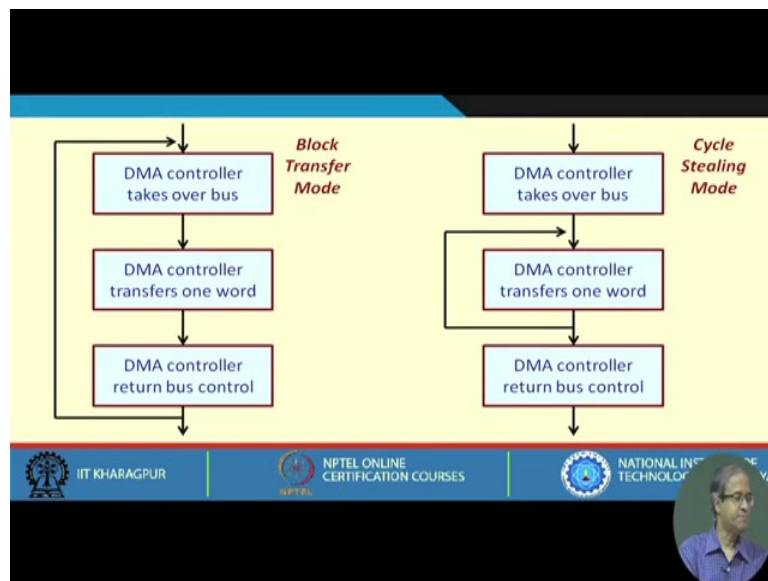 Block
Transfer
Mode
DMA controller
takes over bus
DMA controller
transfers one word
DMA controller
return bus control
Cycle
Stealing
Mode
DMA controller
takes over bus
DMA controller
transfers one word
DMA controller
return bus control
IIT KHARAGPUR
NPTEL
NPTEL ONLINE
CERTIFICATION COURSES
NATIONAL